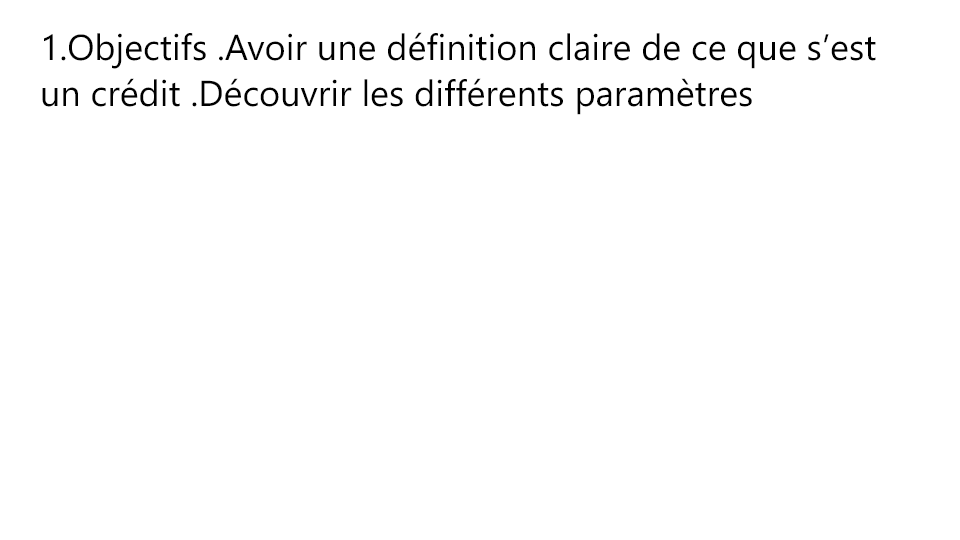 1.Objectifs .Avoir une définition claire de ce que s’est
un crédit .Découvrir les différents paramètres